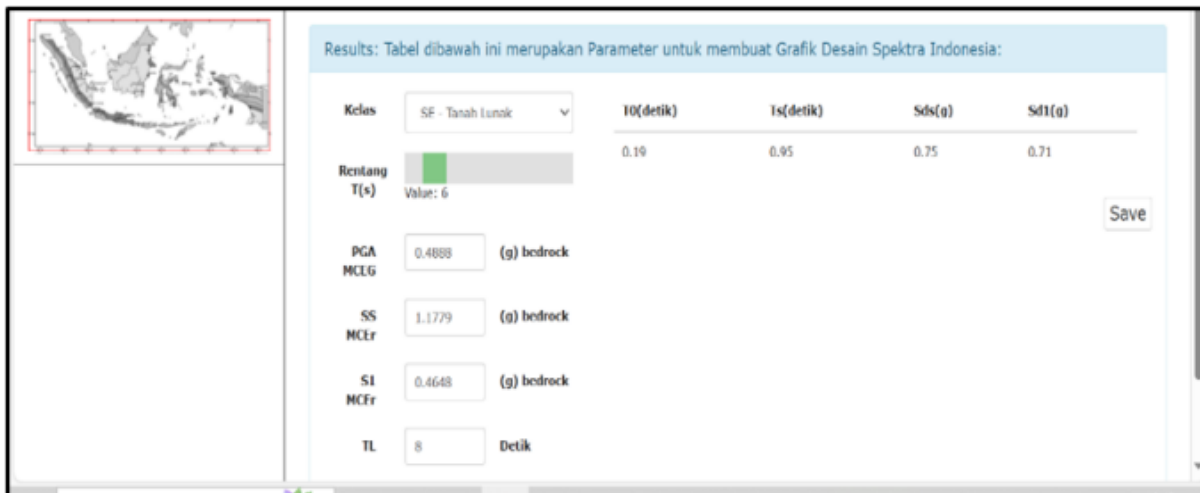 Results: Tabel dibawah ini merupakan Parameter untuk membuat Grafik Desain Spektra Indonesia:
Kelas SE - Tanah Lunak
T0(detik) Ts(detik) Sds(g) Sd1(g)
0.19 0.95 0.75 0.71
Rentang
T(s)
Value: 6
Save
PGA 0.4888 (g) bedrock
MCEG
SS 1.1779 (g) bedrock
MCEr
S1 0.4648 (g) bedrock
MCEr
TL 8 Detik